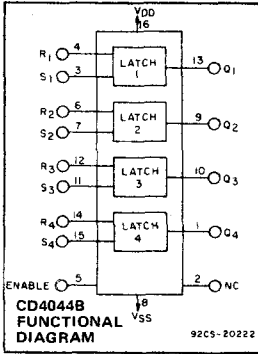 VDD
16
R1 4
S1 3
LATCH
1
13 Q1
R2 6
S2 7
LATCH
2
9 Q2
R3 12
S3 11
LATCH
3
10 Q3
R4 14
S4 15
LATCH
4
1 Q4
ENABLE 5
2 NC
8
VSS
CD4044B
FUNCTIONAL
DIAGRAM
92CS-20222